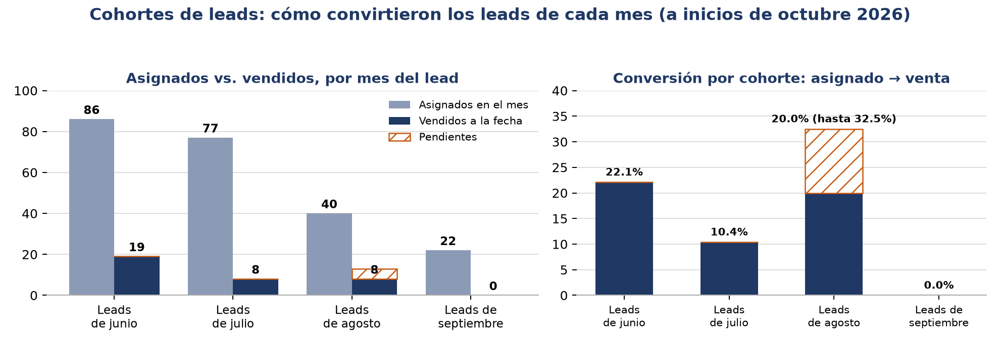 Cohortes de leads: cómo convirtieron los leads de cada mes (a inicios de octubre 2026)
Asignados vs. vendidos, por mes del lead
100
80
60
40
20
0
86
19
77
8
40
8
22
0
Asignados en el mes
Vendidos a la fecha
Pendientes
Leads
de junio
Leads
de julio
Leads
de agosto
Leads de
septiembre
Conversión por cohorte: asignado → venta
40
35
30
25
20
15
10
5
0
22.1%
10.4%
20.0% (hasta 32.5%)
0.0%
Leads
de junio
Leads
de julio
Leads
de agosto
Leads de
septiembre